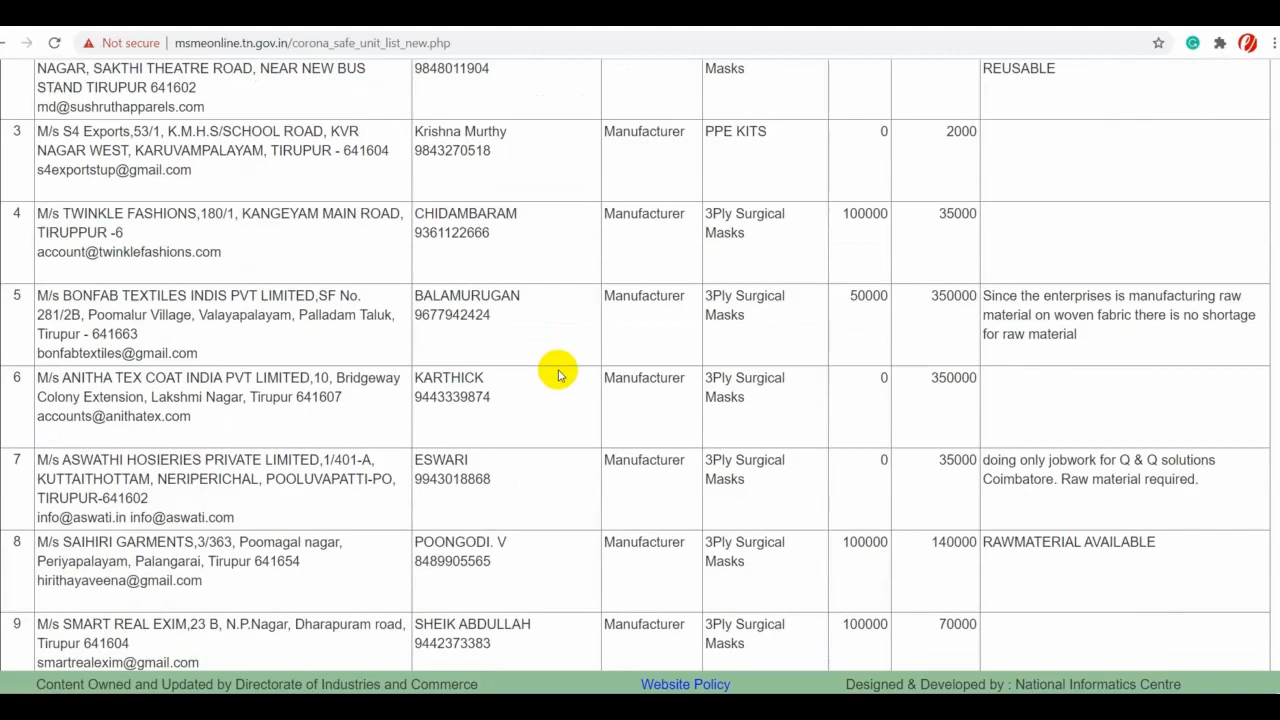 Not secure | msmeonline.tn.gov.in/corona_safe_unit_list_new.php
NAGAR, SAKTHI THEATRE ROAD, NEAR NEW BUS 9848011904 Masks REUSABLE
STAND TIRUPUR 641602
md@sushruthapparels.com
3 M/s S4 Exports,53/1, K.M.H.S/SCHOOL ROAD, KVR Krishna Murthy Manufacturer PPE KITS 0 2000
NAGAR WEST, KARUVAMPALAYAM, TIRUPUR - 641604 9843270518
s4exportstup@gmail.com
4 M/s TWINKLE FASHIONS,180/1, KANGEYAM MAIN ROAD, CHIDAMBARAM Manufacturer 3Ply Surgical 100000 35000
TIRUPPUR -6 9361122666 Masks
account@twinklefashions.com
5 M/s BONFAB TEXTILES INDIS PVT LIMITED,SF No. BALAMURUGAN Manufacturer 3Ply Surgical 50000 350000 Since the enterprises is manufacturing raw
281/2B, Poomalur Village, Valayapalayam, Palladam Taluk, 9677942424 Masks material on woven fabric there is no shortage
Tirupur - 641663 for raw material
bonfabtextiles@gmail.com
6 M/s ANITHA TEX COAT INDIA PVT LIMITED,10, Bridgeway KARTHICK Manufacturer 3Ply Surgical 0 350000
Colony Extension, Lakshmi Nagar, Tirupur 641607 9443339874 Masks
accounts@anithatex.com
7 M/s ASWATHI HOSIERIES PRIVATE LIMITED,1/401-A, ESWARI Manufacturer 3Ply Surgical 0 35000 doing only jobwork for Q & Q solutions
KUTTAITHOTTAM, NERIPERICHAL, POOLUVAPATTI-PO, 9943018868 Masks Coimbatore. Raw material required.
TIRUPUR-641602
info@aswati.in info@aswati.com
8 M/s SAIHIRI GARMENTS,3/363, Poomagal nagar, POONGODI. V Manufacturer 3Ply Surgical 100000 140000 RAWMATERIAL AVAILABLE
Periyapalayam, Palangarai, Tirupur 641654 8489905565 Masks
hirithayaveena@gmail.com
9 M/s SMART REAL EXIM,23 B, N.P.Nagar, Dharapuram road, SHEIK ABDULLAH Manufacturer 3Ply Surgical 100000 70000
Tirupur 641604 9442373383 Masks
smartrealexim@gmail.com
Content Owned and Updated by Directorate of Industries and Commerce Website Policy Designed & Developed by : National Informatics Centre